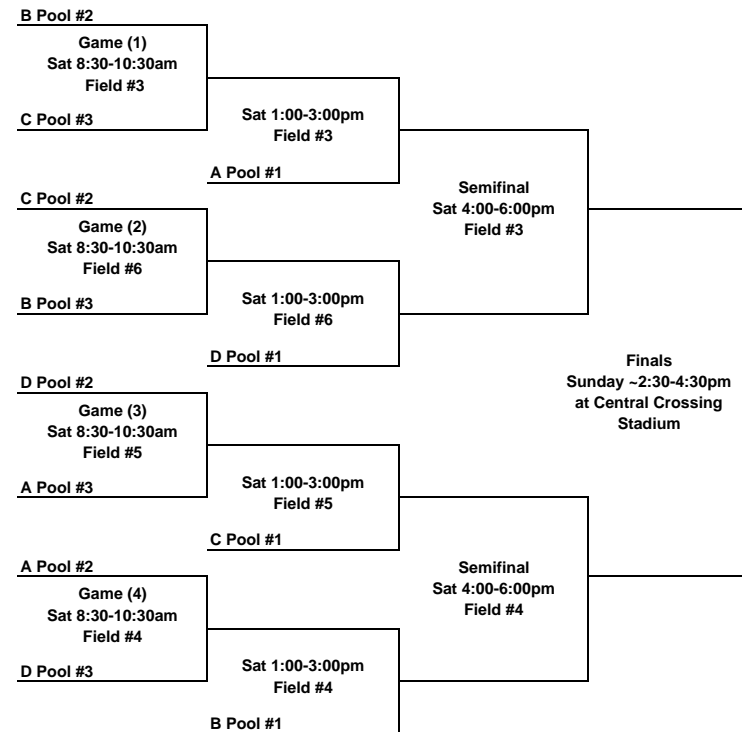 B Pool #2
Game (1)
Sat 8:30-10:30am
Field #3
C Pool #3
Sat 1:00-3:00pm
Field #3
A Pool #1
C Pool #2
Game (2)
Sat 8:30-10:30am
Field #6
B Pool #3
Sat 1:00-3:00pm
Field #6
D Pool #1
Semifinal
Sat 4:00-6:00pm
Field #3
D Pool #2
Game (3)
Sat 8:30-10:30am
Field #5
A Pool #3
Sat 1:00-3:00pm
Field #5
C Pool #1
A Pool #2
Game (4)
Sat 8:30-10:30am
Field #4
D Pool #3
Sat 1:00-3:00pm
Field #4
B Pool #1
Semifinal
Sat 4:00-6:00pm
Field #4
Finals
Sunday ~2:30-4:30pm
at Central Crossing
Stadium